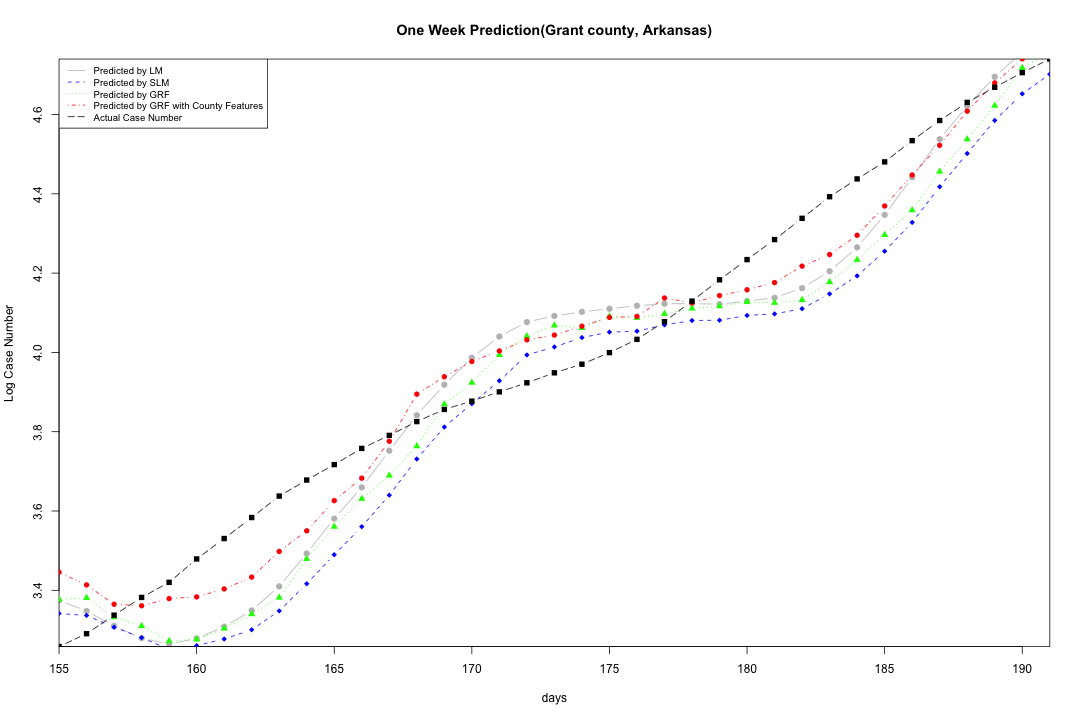 One Week Prediction(Grant county, Arkansas)
Predicted by LM
Predicted by SLM
Predicted by GRF
Predicted by GRF with County Features
Actual Case Number
Log Case Number
4.6
4.4
4.2
4.0
3.8
3.6
3.4
155 160 165 170 175 180 185 190
days